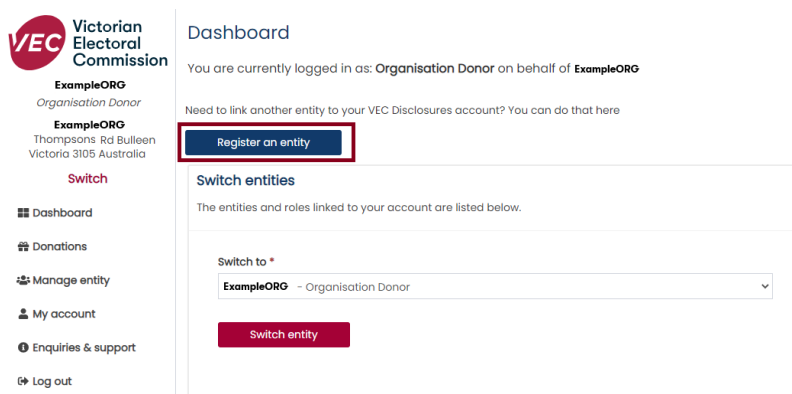 VEC
Victorian
Electoral
Commission
ExampleORG
Organisation Donor
ExampleORG
Thompsons Rd Bulleen
Victoria 3105 Australia
Switch
Dashboard
Donations
Manage entity
My account
Enquiries & support
Log out
Dashboard
You are currently logged in as: Organisation Donor on behalf of ExampleORG
Need to link another entity to your VEC Disclosures account? You can do that here
Register an entity
Switch entities
The entities and roles linked to your account are listed below.
Switch to *
ExampleORG - Organisation Donor
Switch entity